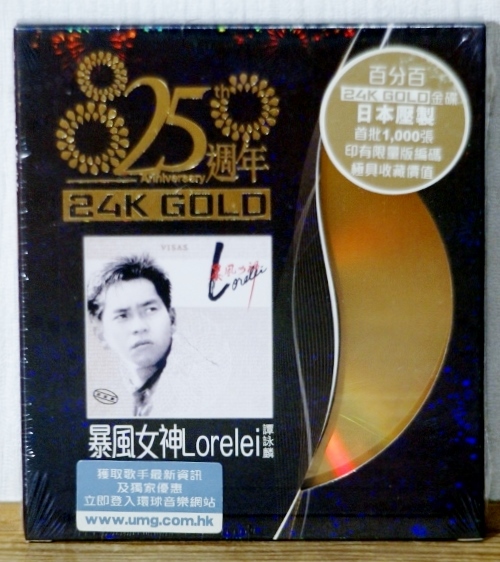 25th週年
Anniversary
24K GOLD
百分百
24K GOLD金碟
日本壓製
首批1,000張
印有限量版編碼
極具收藏價值
暴風女神
Lorelei
暴風女神Lorelei
譚詠麟
獲取歌手最新資訊
及獨家優惠
立即登入環球音樂網站
www.umg.com.hk